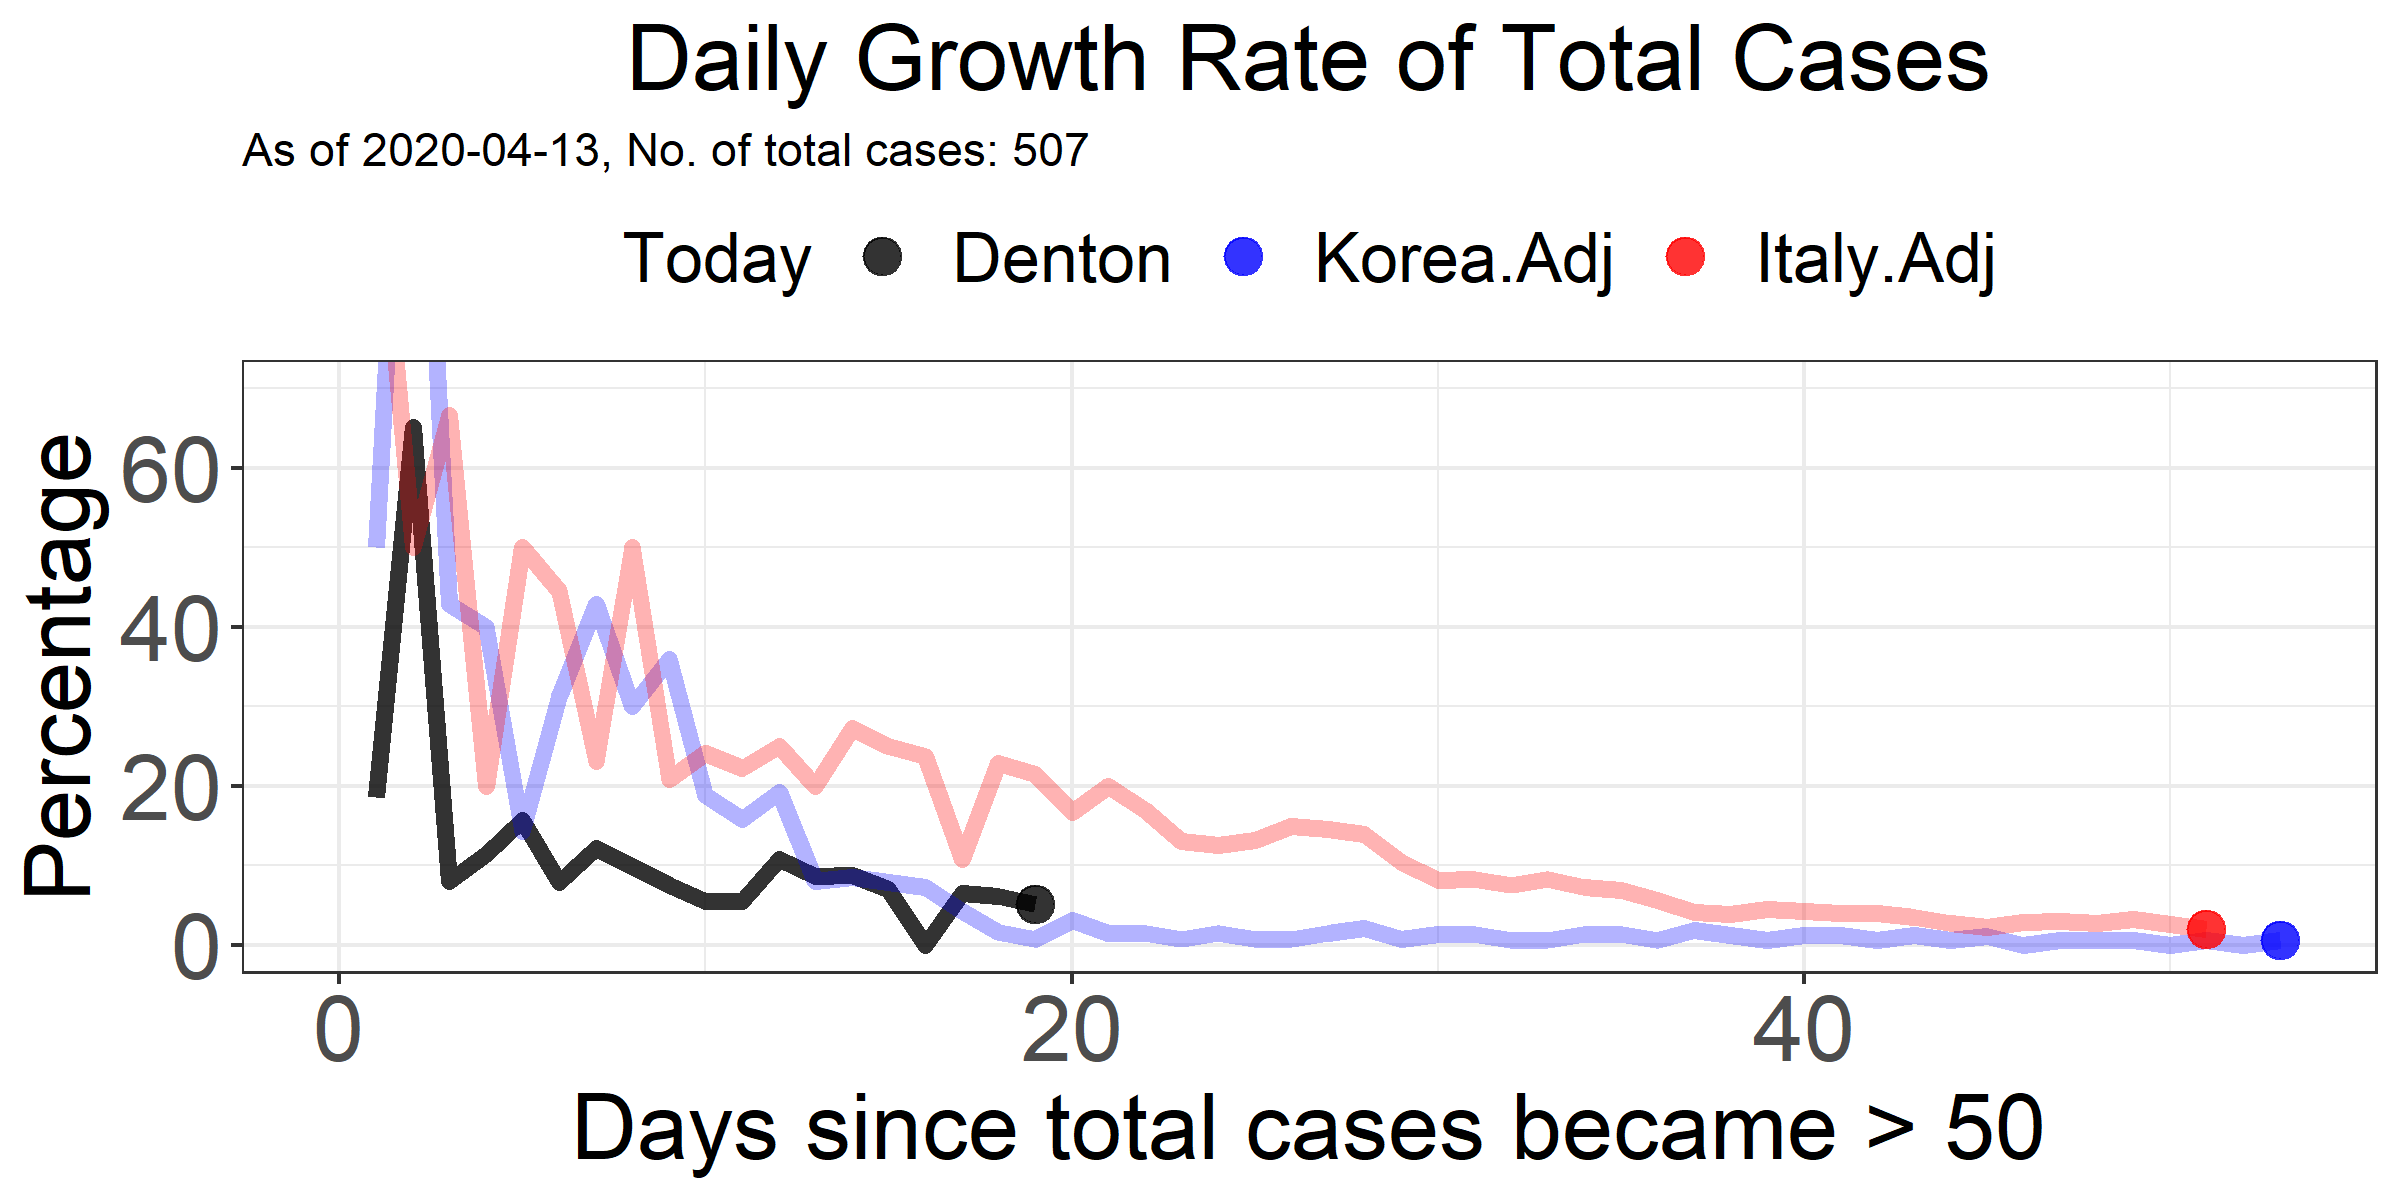 Daily Growth Rate of Total Cases
As of 2020-04-13, No. of total cases: 507
Today Denton Korea.Adj Italy.Adj
Percentage
60
40
20
0
0 20 40
Days since total cases became > 50